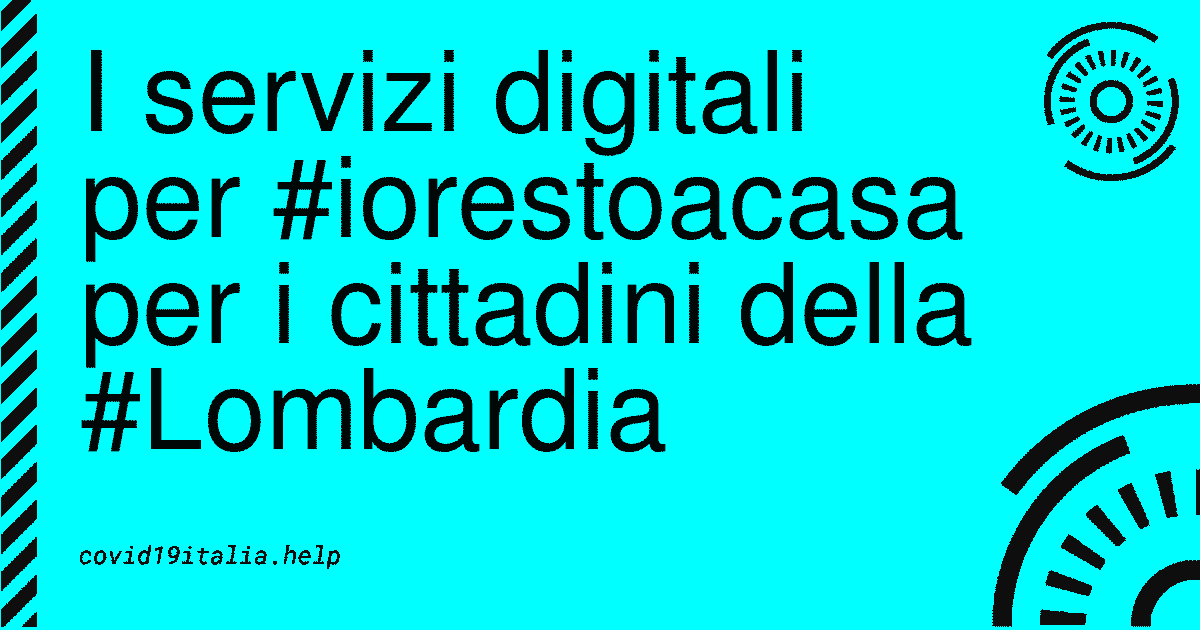 I servizi digitali
per #iorestoacasa
per i cittadini della
#Lombardia
covid19italia.help